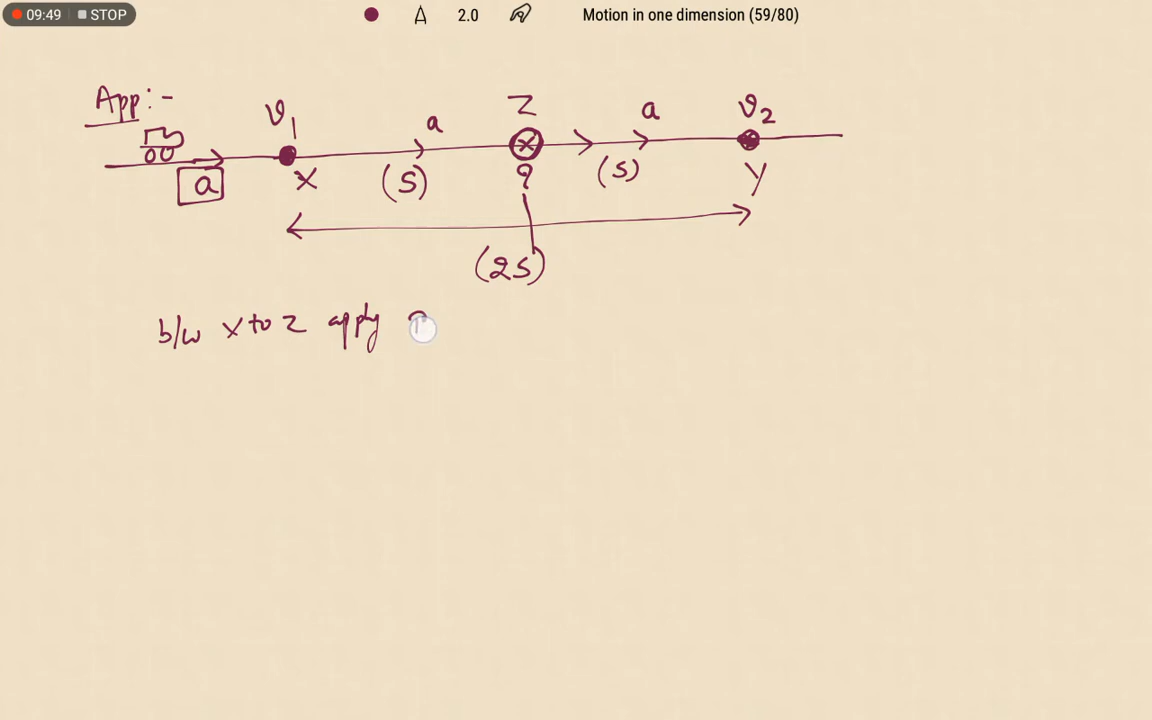 09:49 STOP
2.0
Motion in one dimension (59/80)
App:-
v1 a Z a v2
a X (S) ? (S) y
(2S)
b/w x to z apply